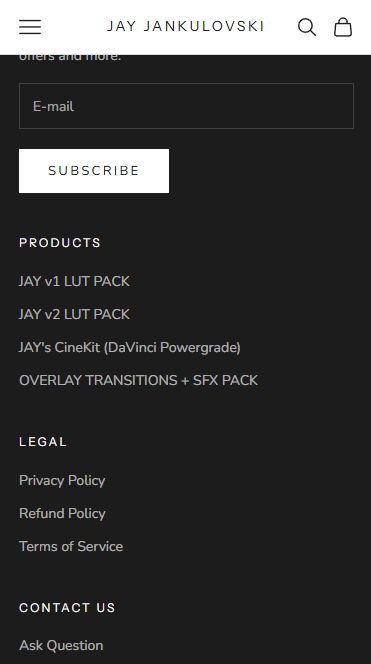 JAY JANKULOVSKI
offers and more.
E-mail
SUBSCRIBE
PRODUCTS
JAY v1 LUT PACK
JAY v2 LUT PACK
JAY's CineKit (DaVinci Powergrade)
OVERLAY TRANSITIONS + SFX PACK
LEGAL
Privacy Policy
Refund Policy
Terms of Service
CONTACT US
Ask Question